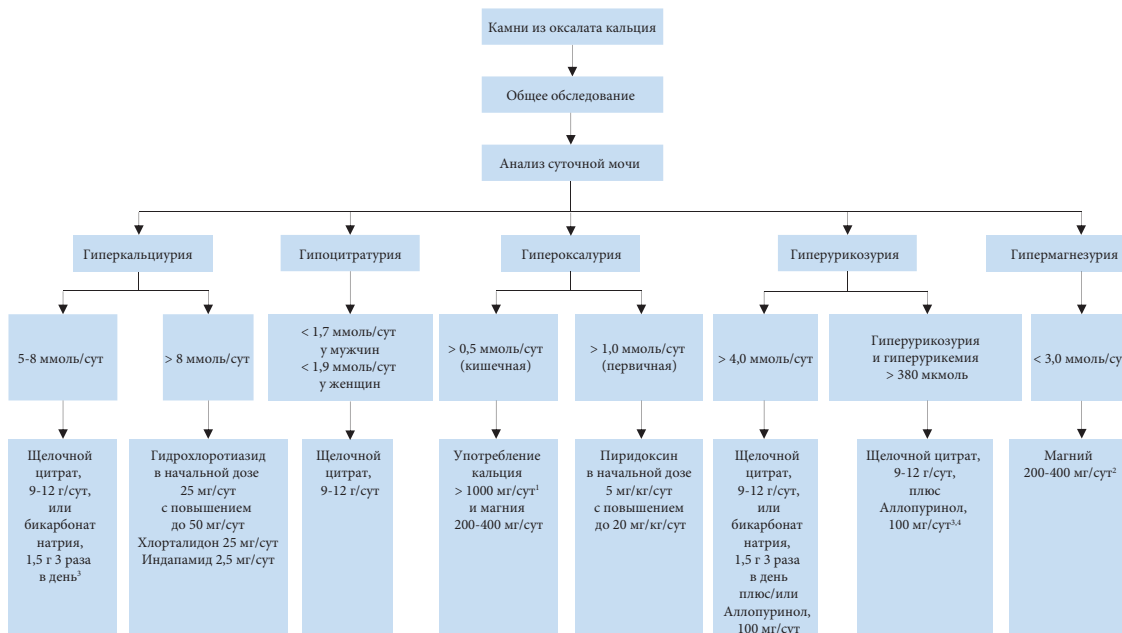 Камни из оксалата кальция
Общее обследование
Анализ суточной мочи
Гиперкальциурия
Гипоцитратурия
Гипероксалурия
Гиперурикозурия
Гипермагнезурия
5-8 ммоль/сут
> 8 ммоль/сут
< 1,7 ммоль/сут
у мужчин
< 1,9 ммоль/сут
у женщин
> 0,5 ммоль/сут
(кишечная)
> 1,0 ммоль/сут
(первичная)
> 4,0 ммоль/сут
Гиперурикозурия
и гиперурикемия
> 380 мкмоль
< 3,0 ммоль/сут
Щелочной
цитрат,
9-12 г/сут,
или
бикарбонат
натрия,
1,5 г 3 раза
в день³
Гидрохлоротиазид
в начальной дозе
25 мг/сут
с повышением
до 50 мг/сут
Хлорталидон 25 мг/сут
Индапамид 2,5 мг/сут
Щелочной
цитрат,
9-12 г/сут
Употребление
кальция
> 1000 мг/сут¹
и магния
200-400 мг/сут
Пиридоксин
в начальной дозе
5 мг/кг/сут
с повышением
до 20 мг/кг/сут
Щелочной
цитрат,
9-12 г/сут,
или
бикарбонат
натрия,
1,5 г 3 раза
в день
плюс/или
Аллопуринол,
100 мг/сут
Щелочной цитрат,
9-12 г/сут,
плюс
Аллопуринол,
100 мг/сут³,⁴
Магний
200-400 мг/сут²